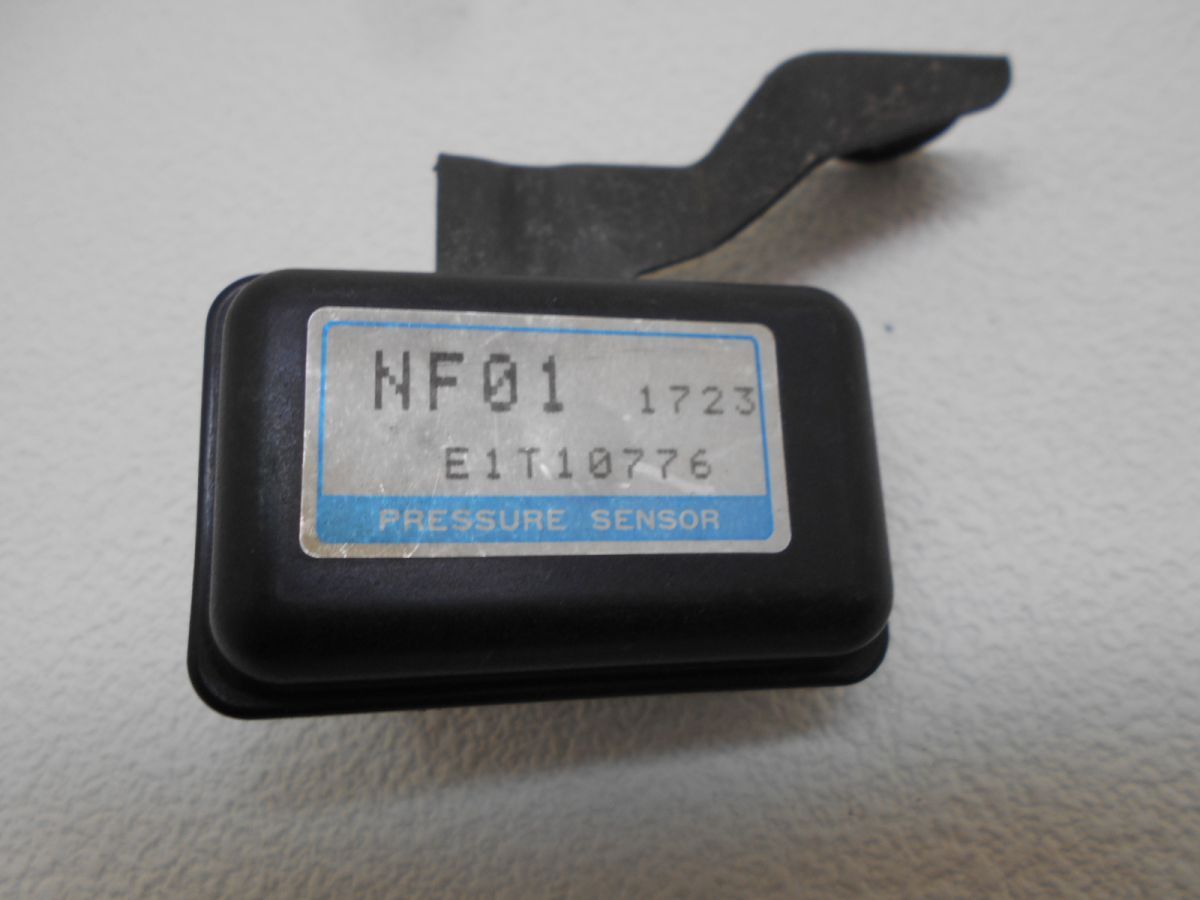 NF01 1723
E1T10776
PRESSURE SENSOR